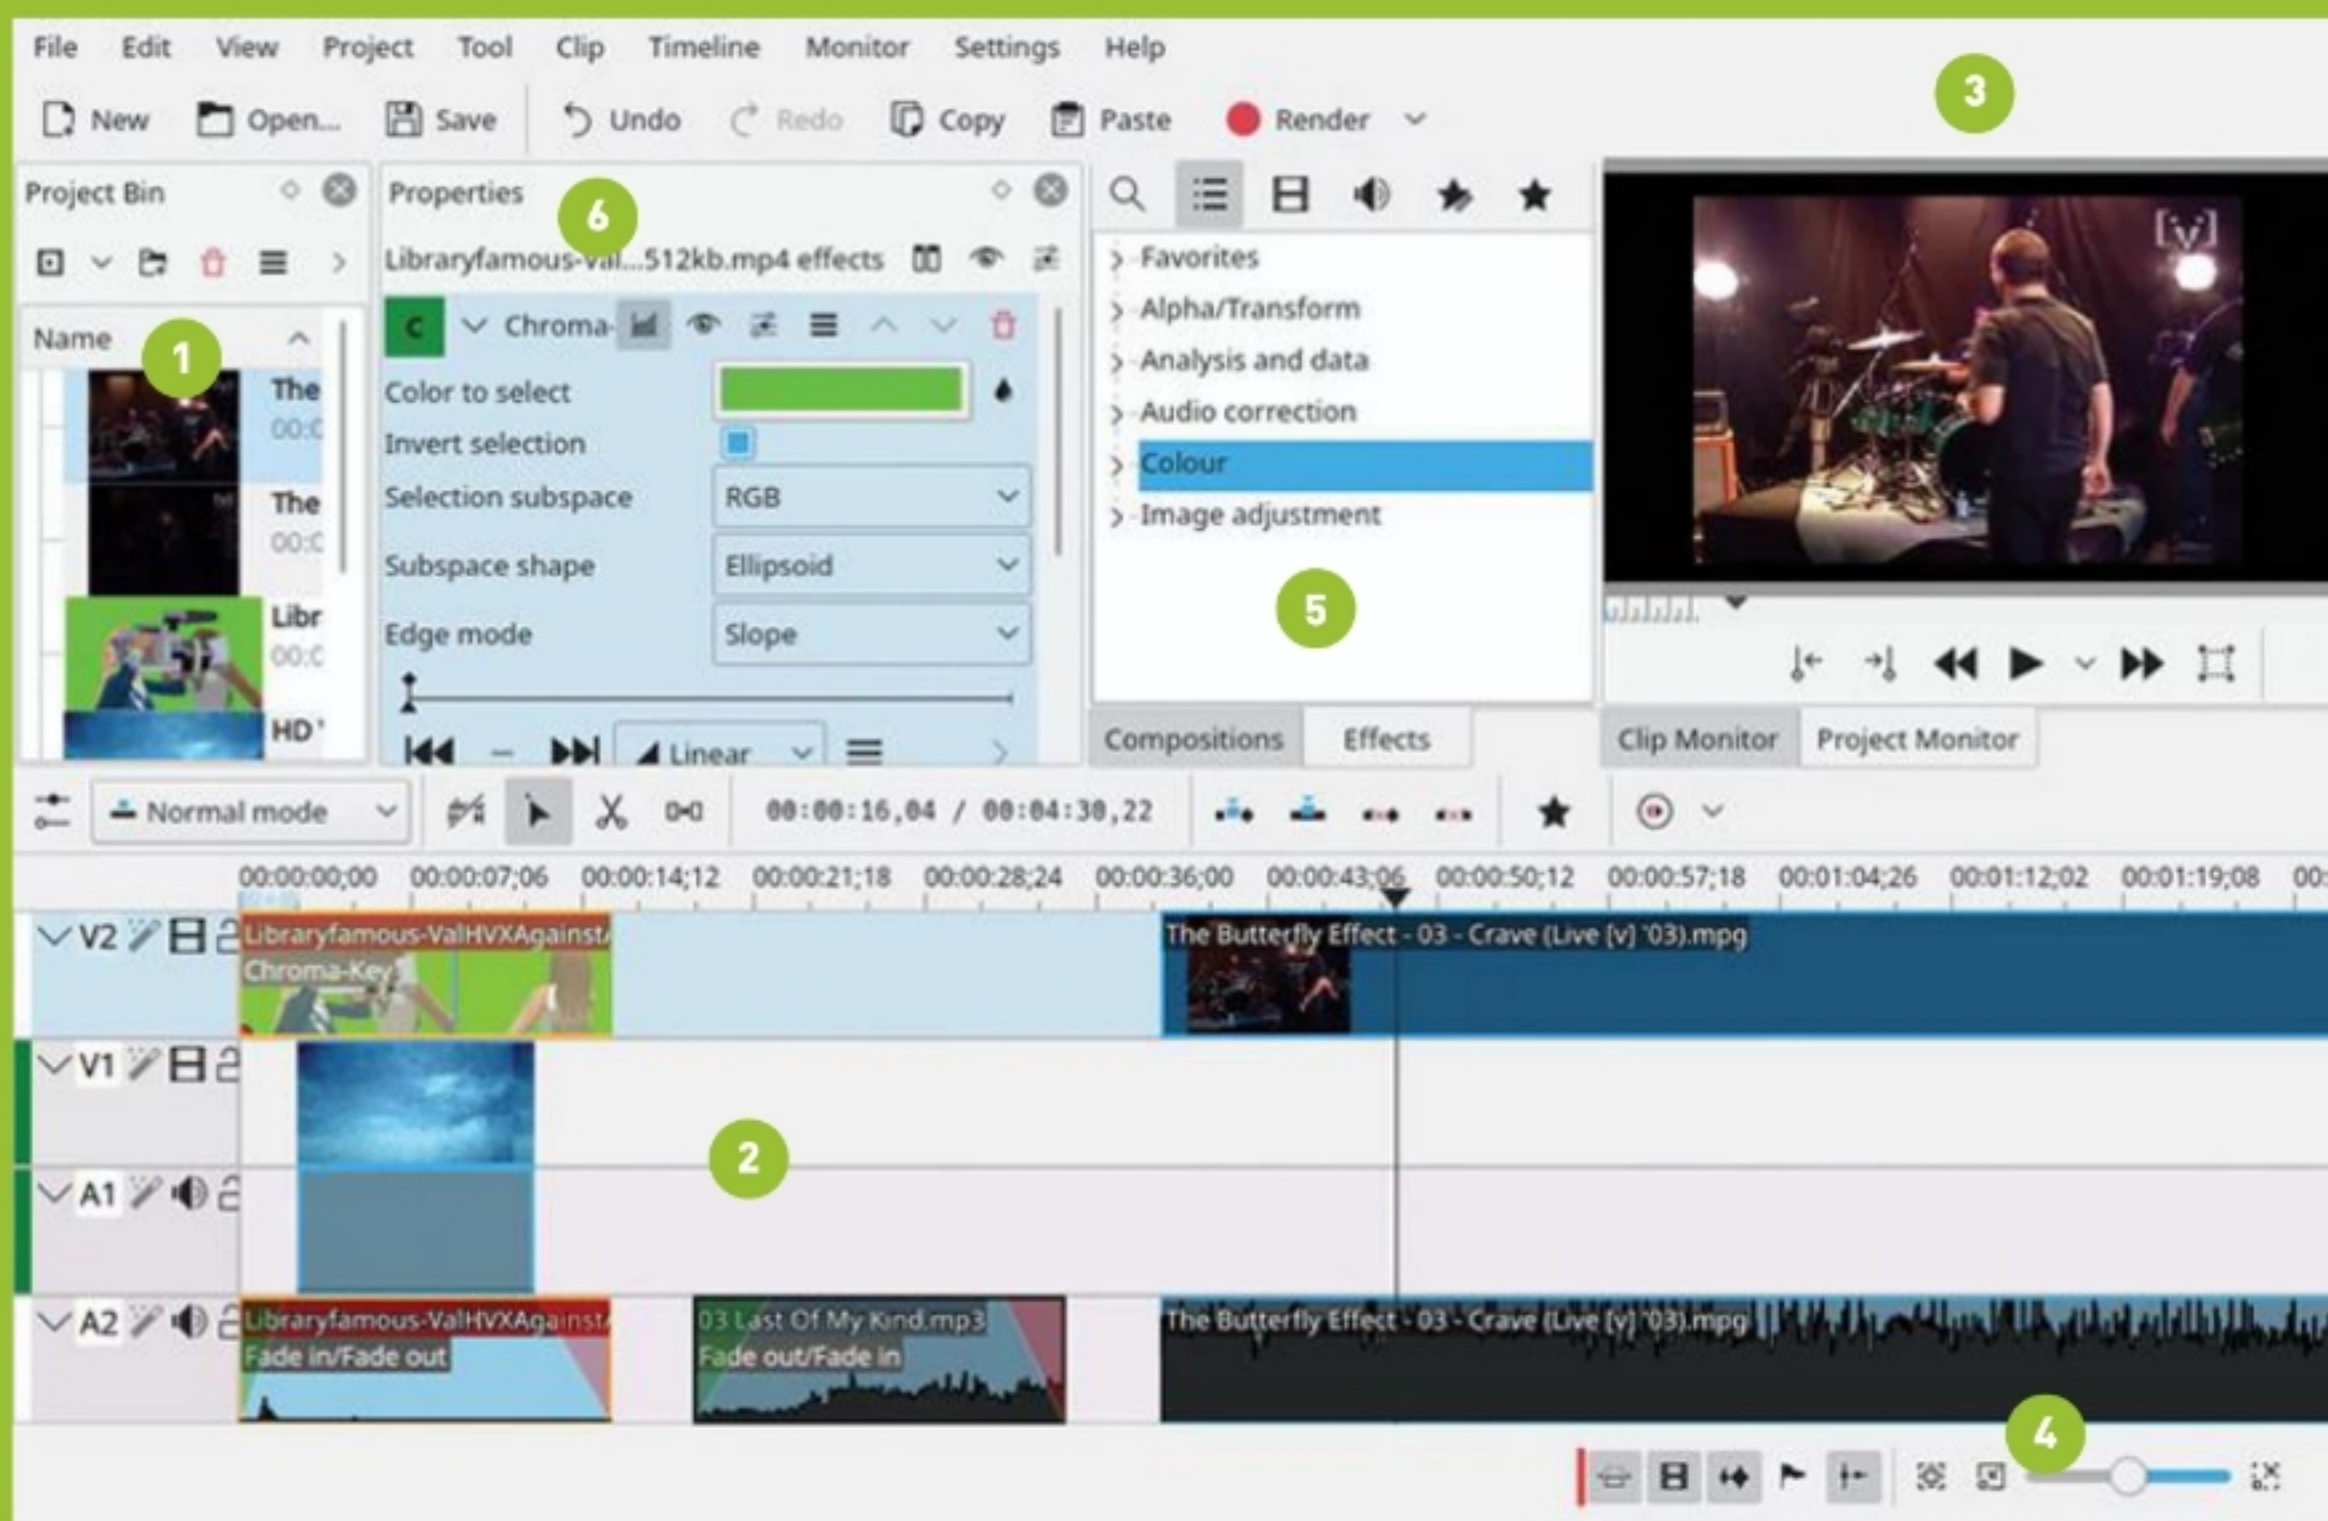 File Edit View Project Tool Clip Timeline Monitor Settings Help
3
New Open... Save Undo Redo Copy Paste Render
Project Bin
Name
1
The
00:0
The
00:0
Libr
00:0
HD
Properties
6
Libraryfamous-Val...512kb.mp4 effects
C Chroma-
Color to select
Invert selection
Selection subspace RGB
Subspace shape Ellipsoid
Edge mode Slope
Linear
Favorites
Alpha/Transform
Analysis and data
Audio correction
Colour
Image adjustment
5
Compositions Effects
[v]
Clip Monitor Project Monitor
Normal mode 00:00:16,04 / 00:04:30,22
00:00:00;00 00:00:07;06 00:00:14;12 00:00:21;18 00:00:28;24 00:00:36;00 00:00:43;06 00:00:50;12 00:00:57;18 00:01:04;26 00:01:12;02 00:01:19;08 00:
V2 Libraryfamous-ValHVXAgainst The Butterfly Effect - 03 - Crave (Live [v] '03).mpg
Chroma-Key
V1
2
A1
A2 Libraryfamous-ValHVXAgainst 03 Last Of My Kind.mp3 The Butterfly Effect - 03 - Crave (Live [v] '03).mpg
Fade in/Fade out Fade out/Fade in
4